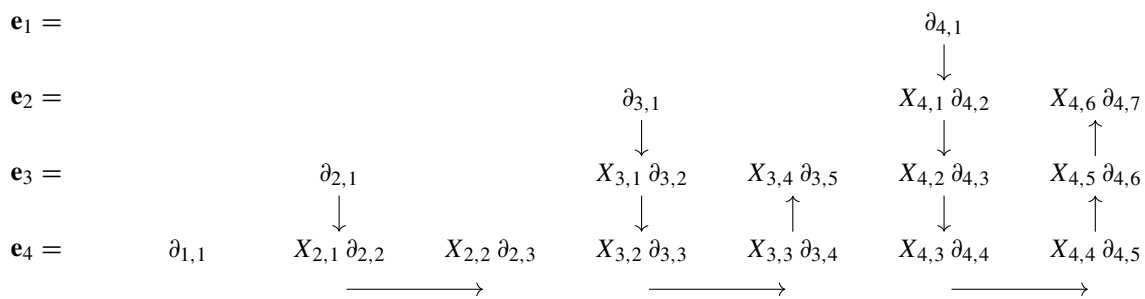 e₁ = ∂₄,₁
e₂ = ∂₃,₁ X₄,₁ ∂₄,₂ X₄,₆ ∂₄,₇
e₃ = ∂₂,₁ X₃,₁ ∂₃,₂ X₃,₄ ∂₃,₅ X₄,₂ ∂₄,₃ X₄,₅ ∂₄,₆
e₄ = ∂₁,₁ X₂,₁ ∂₂,₂ X₂,₂ ∂₂,₃ X₃,₂ ∂₃,₃ X₃,₃ ∂₃,₄ X₄,₃ ∂₄,₄ X₄,₄ ∂₄,₅